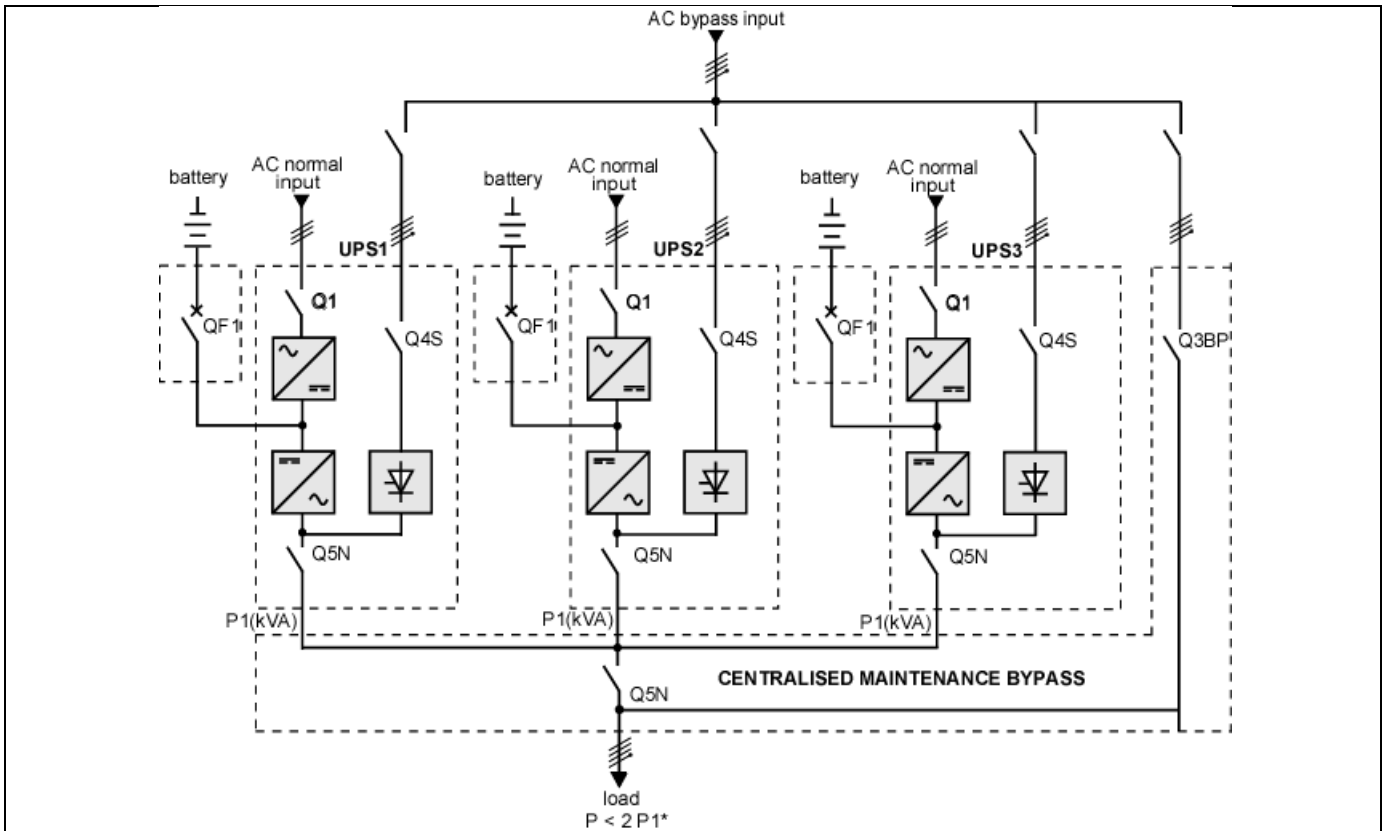 AC bypass input
battery
AC normal
input
battery
AC normal
input
battery
AC normal
input
UPS1
UPS2
UPS3
QF1
Q1
Q4S
QF1
Q1
Q4S
QF1
Q1
Q4S
Q3BP
Q5N
Q5N
Q5N
P1(kVA)
P1(kVA)
P1(kVA)
Q5N
CENTRALISED MAINTENANCE BYPASS
load
P < 2 P1*